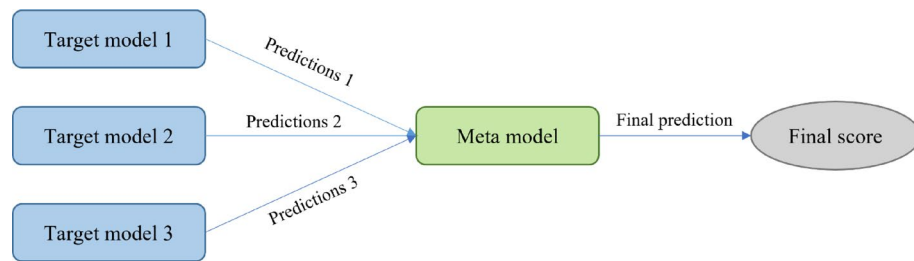 Target model 1
Predictions 1
Target model 2
Predictions 2
Meta model
Final prediction
Final score
Predictions 3
Target model 3